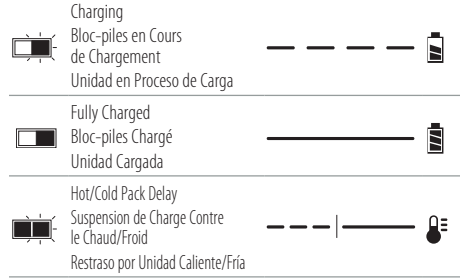 Charging
Bloc-piles en Cours
de Chargement
Unidad en Proceso de Carga
Fully Charged
Bloc-piles Chargé
Unidad Cargada
Hot/Cold Pack Delay
Suspension de Charge Contre
le Chaud/Froid
Restraso por Unidad Caliente/Fría